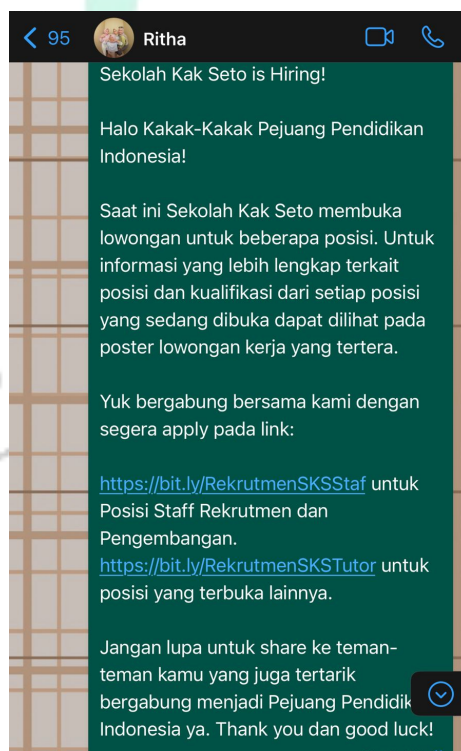 95
Ritha
Sekolah Kak Seto is Hiring!
Halo Kakak-Kakak Pejuang Pendidikan
Indonesia!
Saat ini Sekolah Kak Seto membuka
lowongan untuk beberapa posisi. Untuk
informasi yang lebih lengkap terkait
posisi dan kualifikasi dari setiap posisi
yang sedang dibuka dapat dilihat pada
poster lowongan kerja yang tertera.
Yuk bergabung bersama kami dengan
segera apply pada link:
https://bit.ly/RekrutmenSKSStaf untuk
Posisi Staff Rekrutmen dan
Pengembangan.
https://bit.ly/RekrutmenSKSTutor untuk
posisi yang terbuka lainnya.
Jangan lupa untuk share ke teman-
teman kamu yang juga tertarik
bergabung menjadi Pejuang Pendidik
Indonesia ya. Thank you dan good luck!